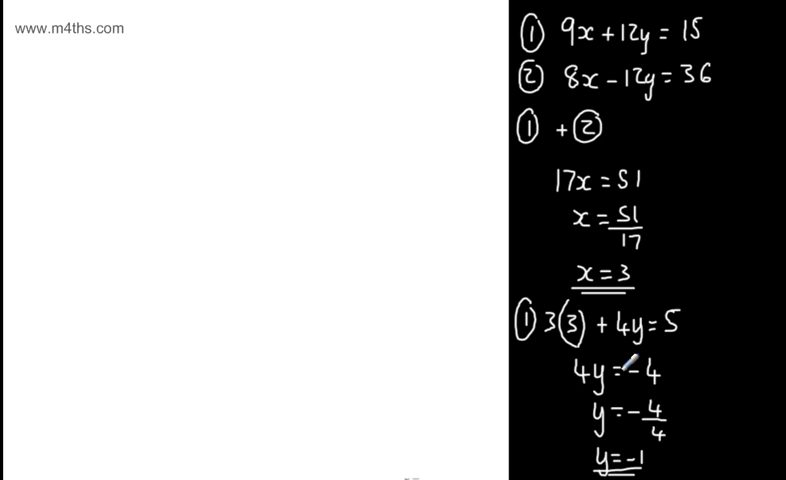 www.m4ths.com
① 9x + 12y = 15
② 8x - 12y = 36
① + ②
17x = 51
x = 51/17
x = 3
① 3(3) + 4y = 5
4y = -4
y = -4/4
y = -1